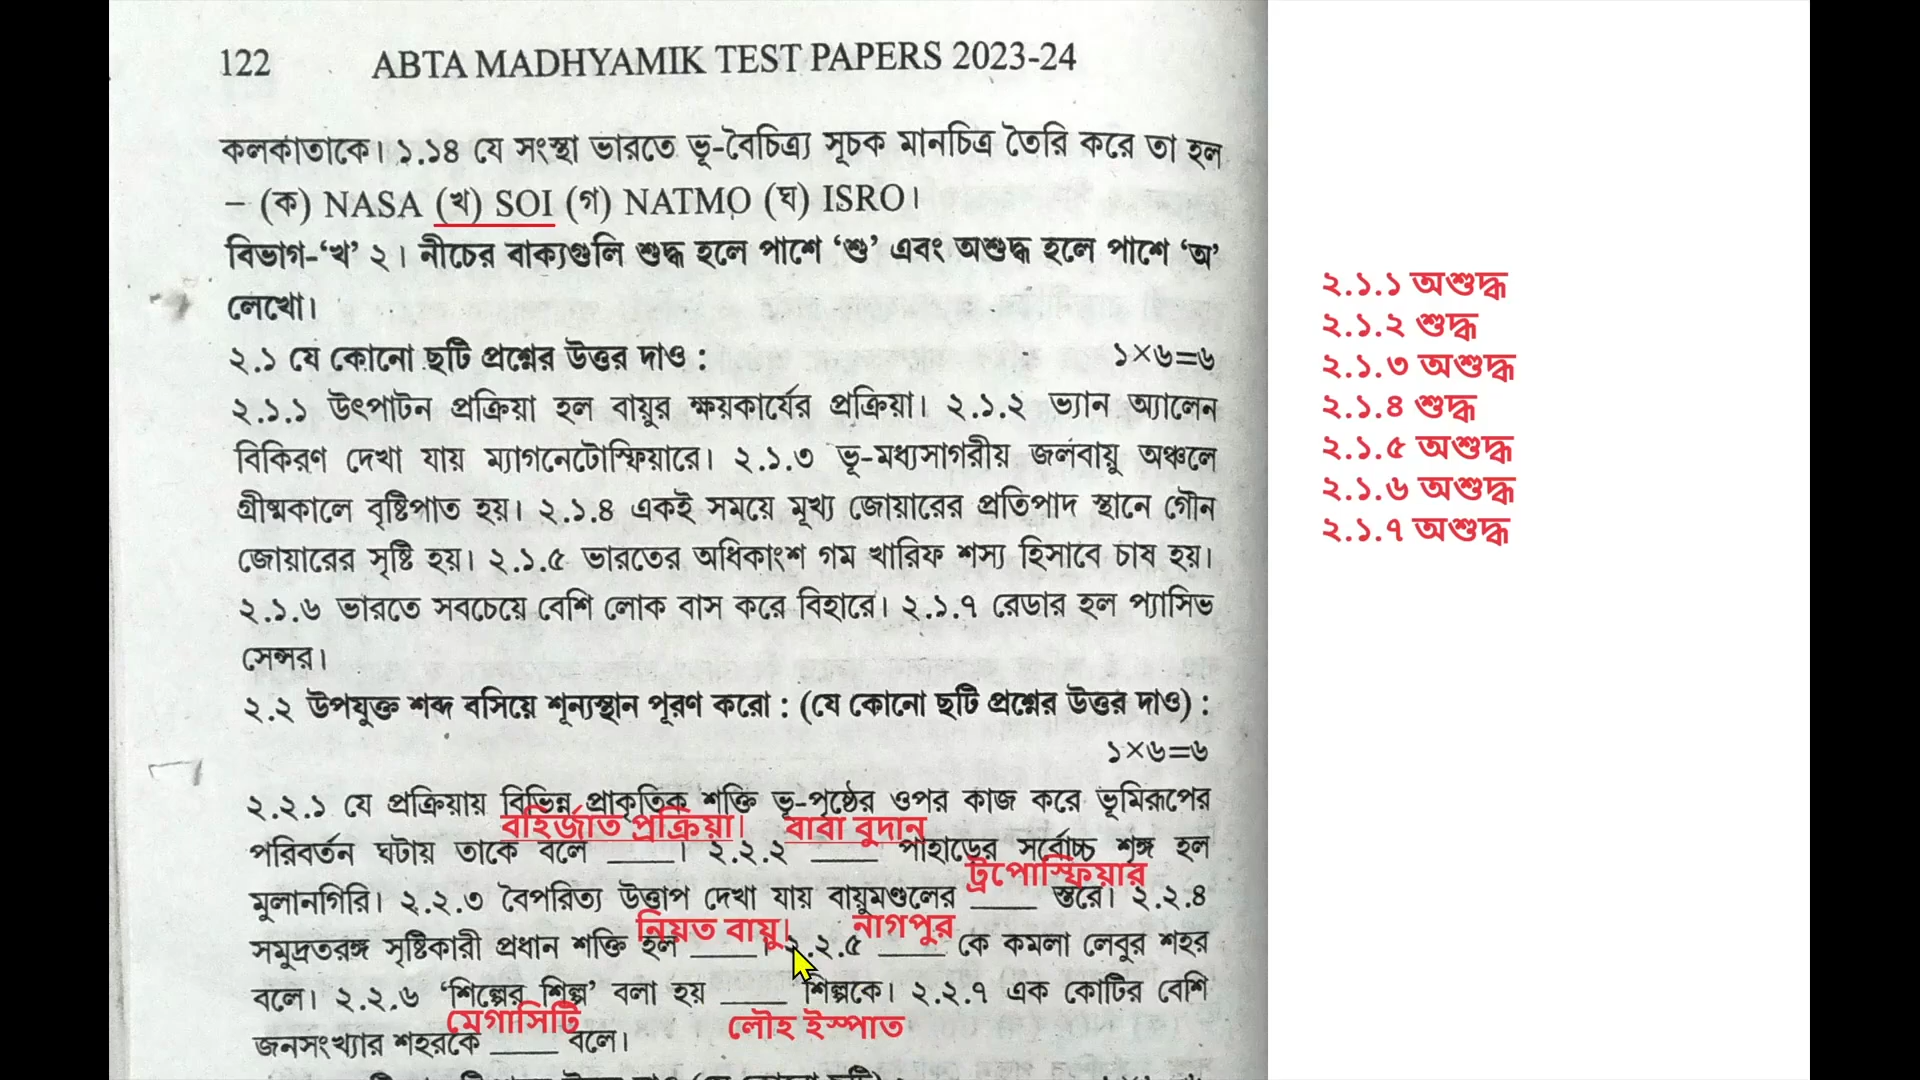 122 ABTA MADHYAMIK TEST PAPERS 2023-24
কলকাতাকে। ১.১৪ যে সংস্থা ভারতে ভূ-বৈচিত্র্য সূচক মানচিত্র তৈরি করে তা হল
– (ক) NASA (খ) SOI (গ) NATMO (ঘ) ISRO।
বিভাগ-‘খ’ ২। নীচের বাক্যগুলি শুদ্ধ হলে পাশে ‘শু’ এবং অশুদ্ধ হলে পাশে ‘অ’
লেখো।
২.১ যে কোনো ছটি প্রশ্নের উত্তর দাও : ১×৬=৬
২.১.১ উৎপাটন প্রক্রিয়া হল বায়ুর ক্ষয়কার্যের প্রক্রিয়া। ২.১.২ ভ্যান অ্যালেন
বিকিরণ দেখা যায় ম্যাগনেটোস্ফিয়ারে। ২.১.৩ ভূ-মধ্যসাগরীয় জলবায়ু অঞ্চলে
গ্রীষ্মকালে বৃষ্টিপাত হয়। ২.১.৪ একই সময়ে মূখ্য জোয়ারের প্রতিপাদ স্থানে গৌন
জোয়ারের সৃষ্টি হয়। ২.১.৫ ভারতের অধিকাংশ গম খারিফ শস্য হিসাবে চাষ হয়।
২.১.৬ ভারতে সবচেয়ে বেশি লোক বাস করে বিহারে। ২.১.৭ রেডার হল প্যাসিভ
সেন্সর।
২.২ উপযুক্ত শব্দ বসিয়ে শূন্যস্থান পূরণ করো : (যে কোনো ছটি প্রশ্নের উত্তর দাও) :
১×৬=৬
২.২.১ যে প্রক্রিয়ায় বিভিন্ন প্রাকৃতিক শক্তি ভূ-পৃষ্ঠের ওপর কাজ করে ভূমিরূপের
বহির্জাত প্রক্রিয়া। বাবা বুদান
পরিবর্তন ঘটায় তাকে বলে ____। ২.২.২ ____ পাহাড়ের সর্বোচ্চ শৃঙ্গ হল
ট্রপোস্ফিয়ার
মুলানগিরি। ২.২.৩ বৈপরিত্য উত্তাপ দেখা যায় বায়ুমণ্ডলের ____ স্তরে। ২.২.৪
নিয়ত বায়ু। নাগপুর
সমুদ্রতরঙ্গ সৃষ্টিকারী প্রধান শক্তি হল ____। ২.২.৫ ____ কে কমলা লেবুর শহর
বলে। ২.২.৬ ‘শিল্পের শিল্প’ বলা হয় ____ শিল্পকে। ২.২.৭ এক কোটির বেশি
মেগাসিটি লৌহ ইস্পাত
জনসংখ্যার শহরকে ____ বলে।
২.১.১ অশুদ্ধ
২.১.২ শুদ্ধ
২.১.৩ অশুদ্ধ
২.১.৪ শুদ্ধ
২.১.৫ অশুদ্ধ
২.১.৬ অশুদ্ধ
২.১.৭ অশুদ্ধ